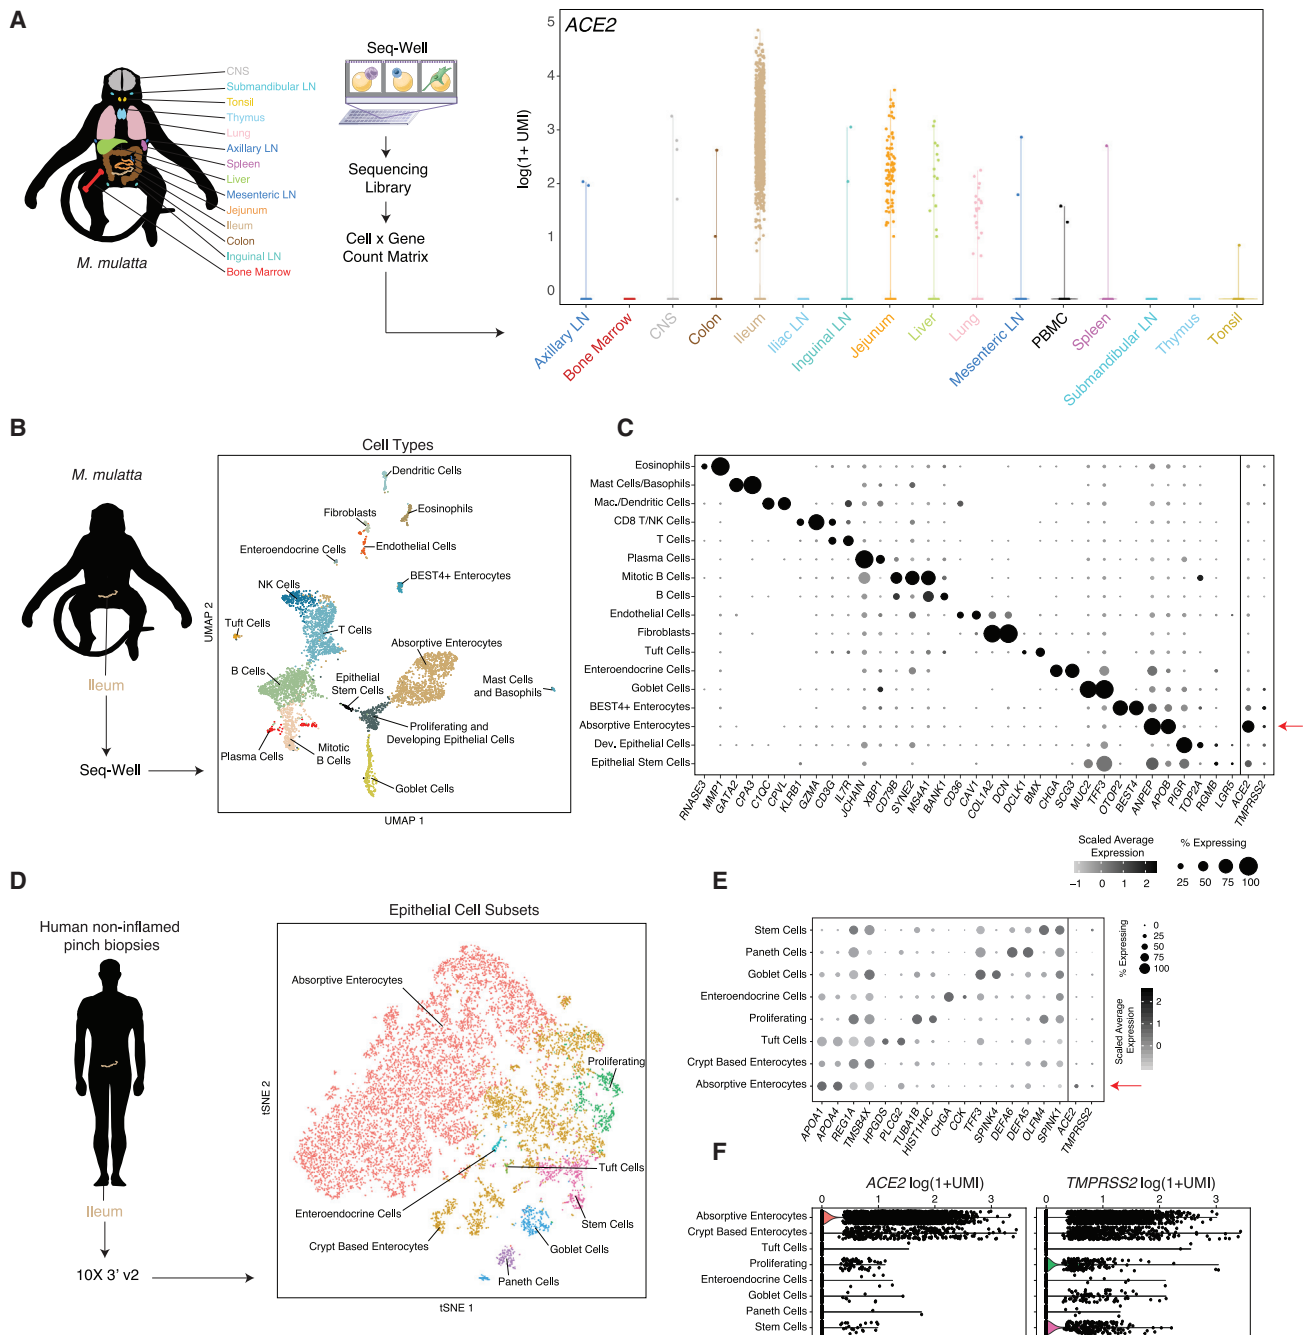 A
CNS
Submandibular LN
Tonsil
Thymus
Lung
Axillary LN
Spleen
Liver
Mesenteric LN
Jejunum
Ileum
Colon
Inguinal LN
Bone Marrow
M. mulatta
Seq-Well
Sequencing
Library
Cell x Gene
Count Matrix
ACE2
log(1+ UMI)
5
4
3
2
1
0
Axillary LN
Bone Marrow
CNS
Colon
Ileum
Iliac LN
Inguinal LN
Jejunum
Liver
Lung
Mesenteric LN
PBMC
Spleen
Submandibular LN
Thymus
Tonsil
B
M. mulatta
Ileum
Seq-Well
Cell Types
Dendritic Cells
Eosinophils
Fibroblasts
Endothelial Cells
Enteroendocrine Cells
BEST4+ Enterocytes
NK Cells
Tuft Cells
T Cells
Absorptive Enterocytes
B Cells
Epithelial
Stem Cells
Mast Cells
and Basophils
Proliferating and
Developing Epithelial Cells
Plasma Cells
Mitotic
B Cells
Goblet Cells
UMAP 2
UMAP 1
C
Eosinophils
Mast Cells/Basophils
Mac./Dendritic Cells
CD8 T/NK Cells
T Cells
Plasma Cells
Mitotic B Cells
B Cells
Endothelial Cells
Fibroblasts
Tuft Cells
Enteroendocrine Cells
Goblet Cells
BEST4+ Enterocytes
Absorptive Enterocytes
Dev. Epithelial Cells
Epithelial Stem Cells
RNASE3
MMP1
GATA2
CPA3
C1QC
CPVL
KLRB1
GZMA
CD3G
IL7R
JCHAIN
XBP1
CD79B
SYNE2
MS4A1
BANK1
CD36
CAV1
COL1A2
DCN
DCLK1
BMX
CHGA
SCG3
MUC2
TFF3
OTOP2
BEST4
ANPEP
APOB
PIGR
TOP2A
RGMB
LGR5
ACE2
TMPRSS2
Scaled Average
Expression
−1 0 1 2
% Expressing
25 50 75 100
D
Human non-inflamed
pinch biopsies
Ileum
10X 3' v2
Epithelial Cell Subsets
Absorptive Enterocytes
Proliferating
Tuft Cells
Enteroendocrine Cells
Stem Cells
Crypt Based Enterocytes
Goblet Cells
Paneth Cells
tSNE 2
tSNE 1
E
Stem Cells
Paneth Cells
Goblet Cells
Enteroendocrine Cells
Proliferating
Tuft Cells
Crypt Based Enterocytes
Absorptive Enterocytes
APOA1
APOA4
REG1A
TMSB4X
HPGDS
PLCG2
TUBA1B
HIST1H4C
CHGA
CCK
TFF3
SPINK4
DEFA6
DEFA5
OLFM4
SPINK1
ACE2
TMPRSS2
% Expressing
0
25
50
75
100
Scaled Average
Expression
2
1
0
F
ACE2 log(1+UMI)
0 1 2 3
TMPRSS2 log(1+UMI)
0 1 2 3
Absorptive Enterocytes
Crypt Based Enterocytes
Tuft Cells
Proliferating
Enteroendocrine Cells
Goblet Cells
Paneth Cells
Stem Cells